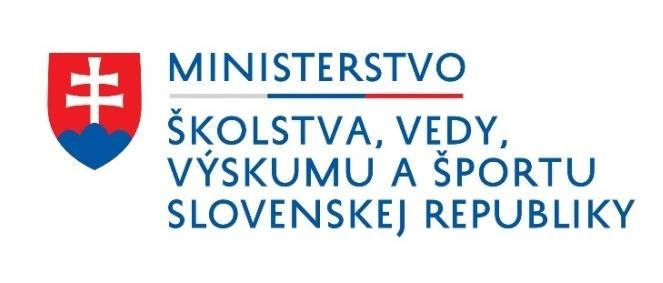 MINISTERSTVO
ŠKOLSTVA, VEDY,
VÝSKUMU A ŠPORTU
SLOVENSKEJ REPUBLIKY